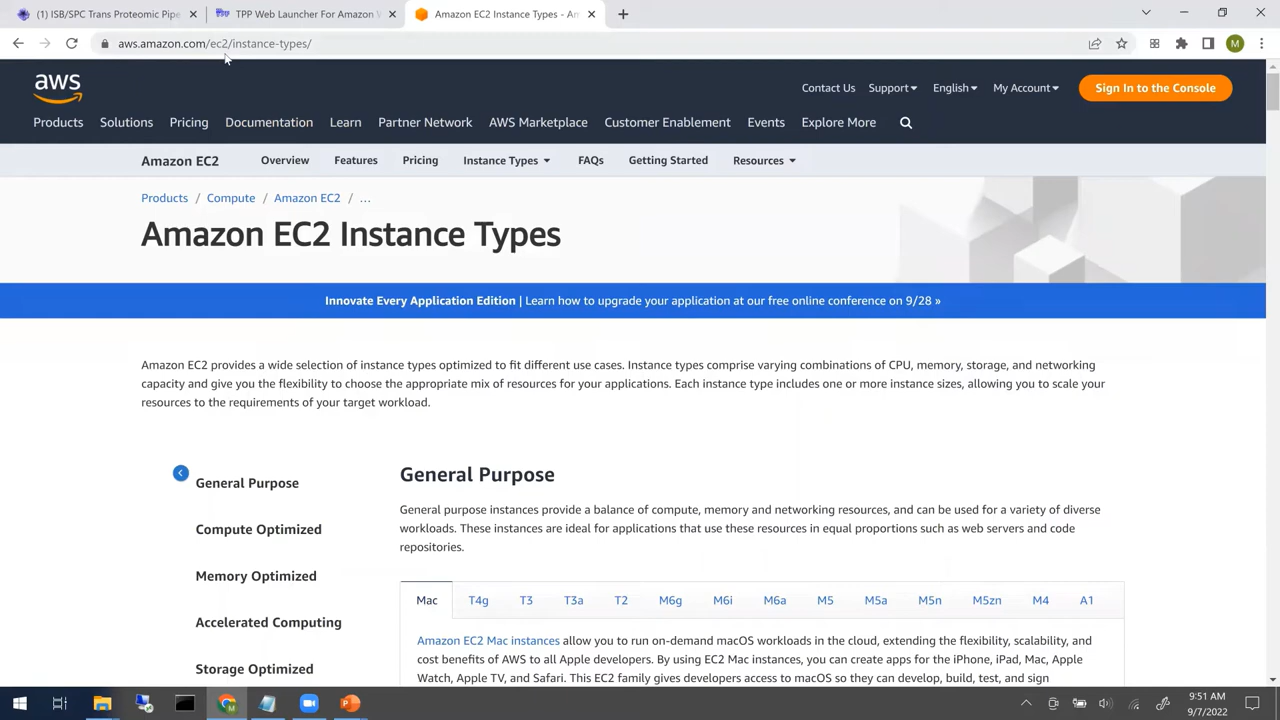 (1) ISB/SPC Trans Proteomic Pipe
TPP Web Launcher For Amazon W
Amazon EC2 Instance Types - Am
aws.amazon.com/ec2/instance-types/
M
aws
Contact Us Support English My Account Sign In to the Console
Products Solutions Pricing Documentation Learn Partner Network AWS Marketplace Customer Enablement Events Explore More
Amazon EC2 Overview Features Pricing Instance Types FAQs Getting Started Resources
Products / Compute / Amazon EC2 / ...
Amazon EC2 Instance Types
Innovate Every Application Edition | Learn how to upgrade your application at our free online conference on 9/28 »
Amazon EC2 provides a wide selection of instance types optimized to fit different use cases. Instance types comprise varying combinations of CPU, memory, storage, and networking
capacity and give you the flexibility to choose the appropriate mix of resources for your applications. Each instance type includes one or more instance sizes, allowing you to scale your
resources to the requirements of your target workload.
General Purpose
Compute Optimized
Memory Optimized
Accelerated Computing
Storage Optimized
General Purpose
General purpose instances provide a balance of compute, memory and networking resources, and can be used for a variety of diverse
workloads. These instances are ideal for applications that use these resources in equal proportions such as web servers and code
repositories.
Mac T4g T3 T3a T2 M6g M6i M6a M5 M5a M5n M5zn M4 A1
Amazon EC2 Mac instances allow you to run on-demand macOS workloads in the cloud, extending the flexibility, scalability, and
cost benefits of AWS to all Apple developers. By using EC2 Mac instances, you can create apps for the iPhone, iPad, Mac, Apple
Watch, Apple TV, and Safari. This EC2 family gives developers access to macOS so they can develop, build, test, and sign
9:51 AM
9/7/2022